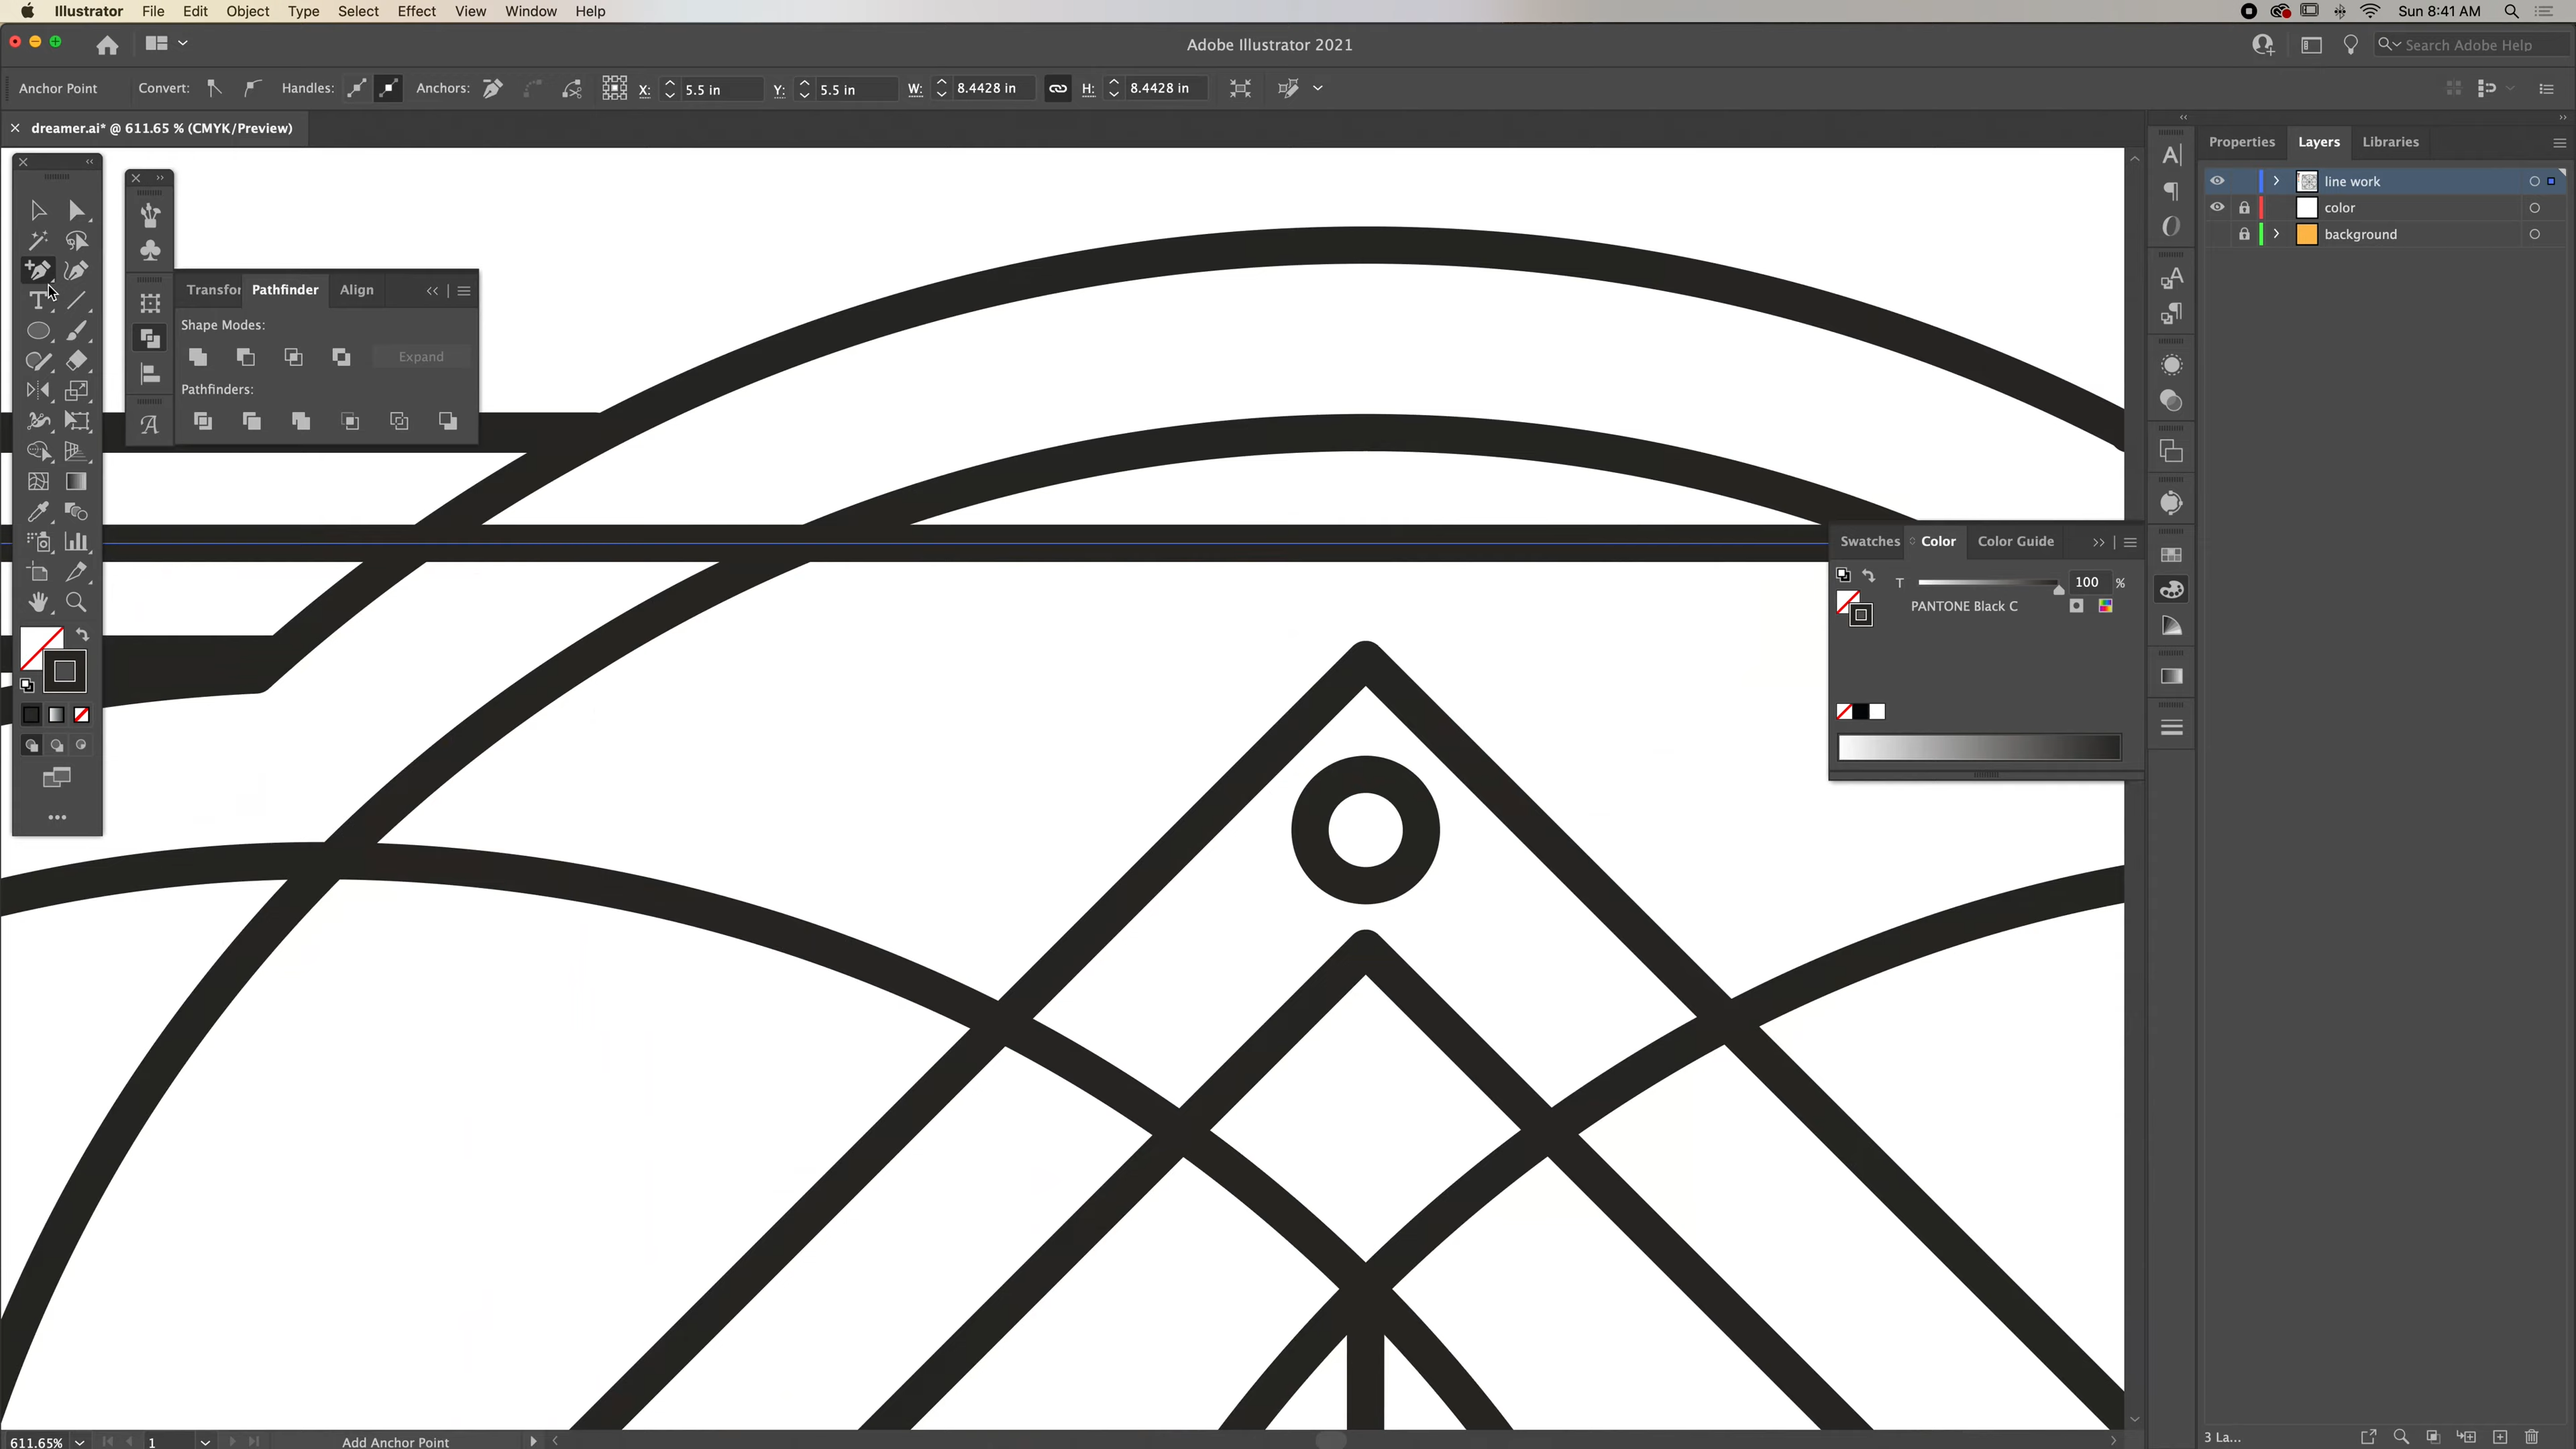 Illustrator File Edit Object Type Select Effect View Window Help Sun 8:41 AM
Adobe Illustrator 2021 Search Adobe Help
Anchor Point Convert: Handles: Anchors: X: 5.5 in Y: 5.5 in W: 8.4428 in H: 8.4428 in
dreamer.ai* @ 611.65 % (CMYK/Preview)
Properties Layers Libraries
line work
color
background
Transfor Pathfinder Align
Shape Modes:
Expand
Pathfinders:
Swatches Color Color Guide
T 100 %
PANTONE Black C
611.65% 1 Add Anchor Point 3 La...